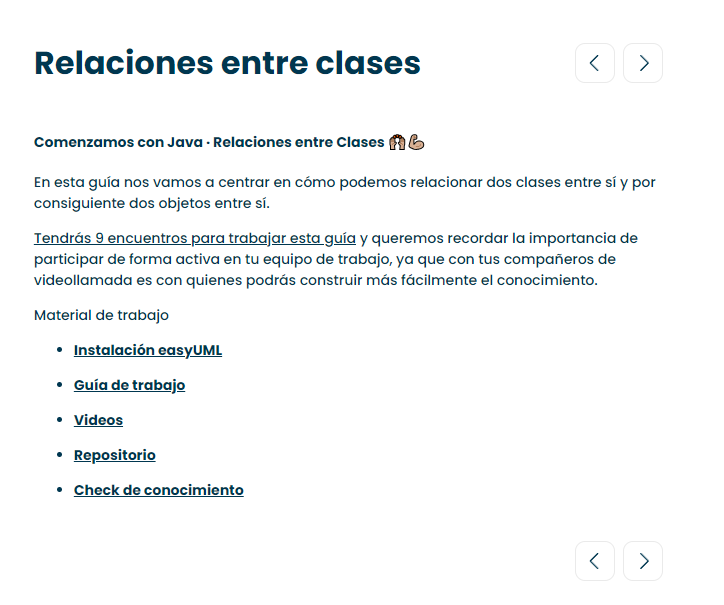 Relaciones entre clases
Comenzamos con Java · Relaciones entre Clases 🙌🏽💪🏽
En esta guía nos vamos a centrar en cómo podemos relacionar dos clases entre sí y por
consiguiente dos objetos entre sí.
Tendrás 9 encuentros para trabajar esta guía y queremos recordar la importancia de
participar de forma activa en tu equipo de trabajo, ya que con tus compañeros de
videollamada es con quienes podrás construir más fácilmente el conocimiento.
Material de trabajo
• Instalación easyUML
• Guía de trabajo
• Videos
• Repositorio
• Check de conocimiento